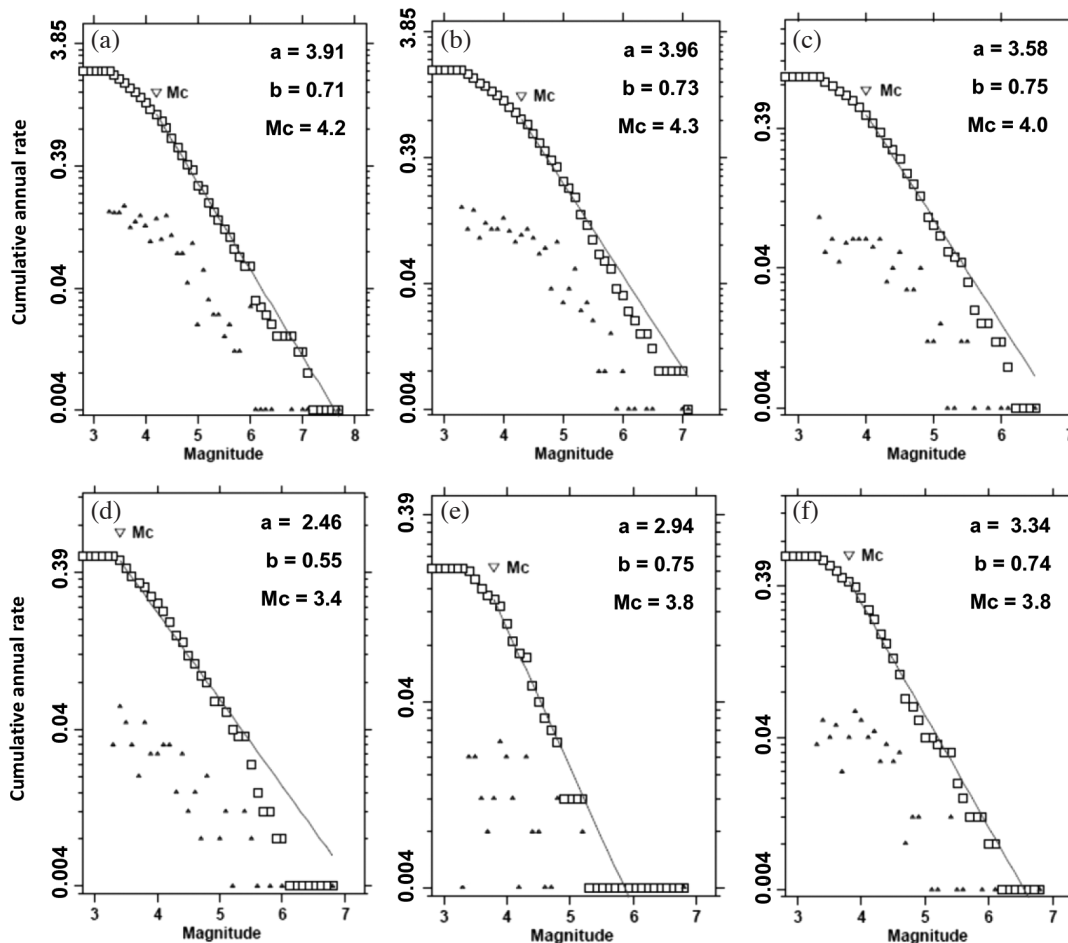 (a)
a = 3.91
b = 0.71
Mc = 4.2
Mc
3.85
0.39
0.04
0.004
Cumulative annual rate
3 4 5 6 7 8
Magnitude
(b)
a = 3.96
b = 0.73
Mc = 4.3
Mc
3.85
0.39
0.04
0.004
3 4 5 6 7
Magnitude
(c)
a = 3.58
b = 0.75
Mc = 4.0
Mc
0.39
0.04
0.004
3 4 5 6 7
Magnitude
(d)
a = 2.46
b = 0.55
Mc = 3.4
Mc
0.39
0.04
0.004
Cumulative annual rate
3 4 5 6 7
Magnitude
(e)
a = 2.94
b = 0.75
Mc = 3.8
Mc
0.39
0.04
0.004
3 4 5 6 7
Magnitude
(f)
a = 3.34
b = 0.74
Mc = 3.8
Mc
0.39
0.04
0.004
3 4 5 6 7
Magnitude